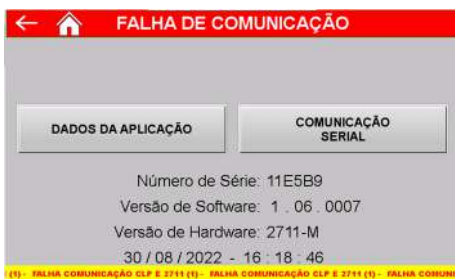 FALHA DE COMUNICAÇÃO
DADOS DA APLICAÇÃO
COMUNICAÇÃO
SERIAL
Número de Série: 11E5B9
Versão de Software: 1 . 06 . 0007
Versão de Hardware: 2711-M
30 / 08 / 2022 - 16 : 18 : 46
(1) - FALHA COMUNICAÇÃO CLP E 2711 (1) - FALHA COMUNICAÇÃO CLP E 2711 (1) - FALHA COMUNI